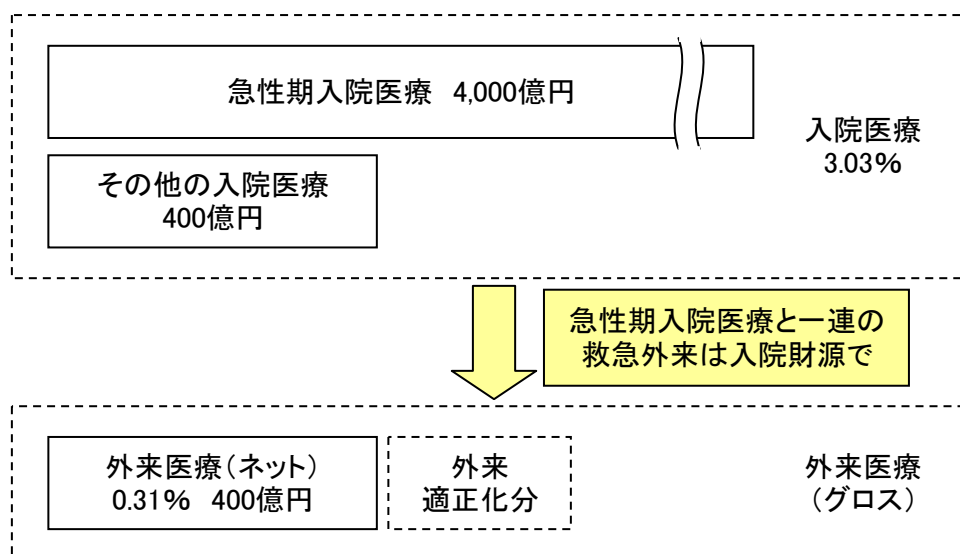 急性期入院医療 4,000億円
入院医療
3.03%
その他の入院医療
400億円
急性期入院医療と一連の
救急外来は入院財源で
外来医療(ネット)
0.31% 400億円
外来
適正化分
外来医療
(グロス)